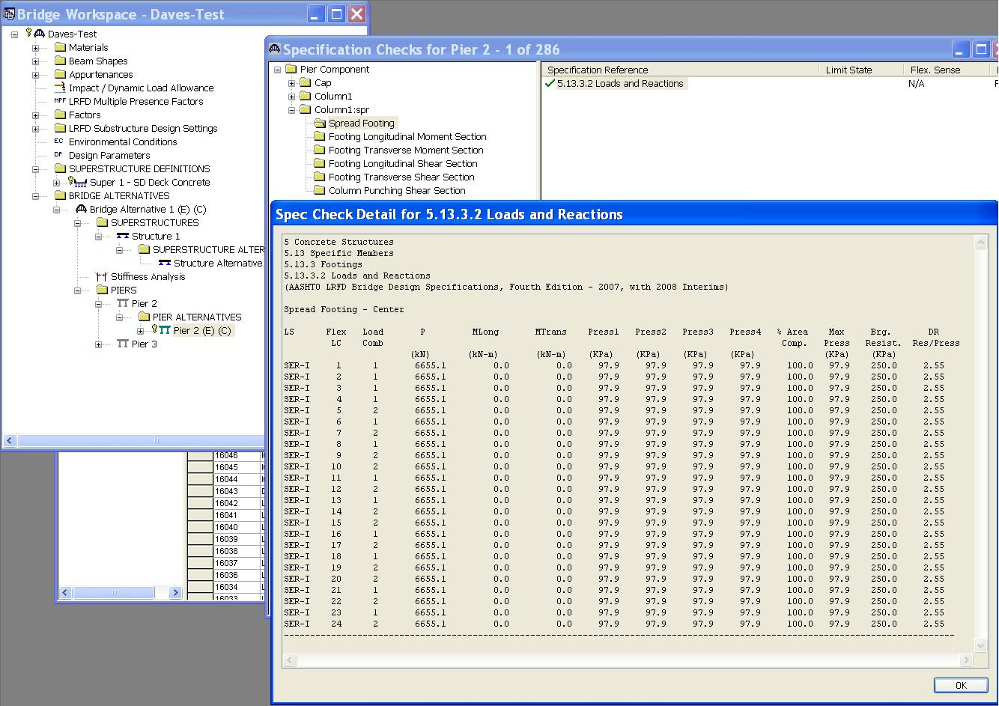 Bridge Workspace - Daves-Test
Daves-Test
Materials
Beam Shapes
Appurtenances
Impact / Dynamic Load Allowance
MPF LRFD Multiple Presence Factors
Factors
LRFD Substructure Design Settings
EC Environmental Conditions
DP Design Parameters
SUPERSTRUCTURE DEFINITIONS
Super 1 - SD Deck Concrete
BRIDGE ALTERNATIVES
Bridge Alternative 1 (E) (C)
SUPERSTRUCTURES
Structure 1
SUPERSTRUCTURE ALTER
Structure Alternative
Stiffness Analysis
PIERS
Pier 2
PIER ALTERNATIVES
Pier 2 (E) (C)
Pier 3
16046
16045
16044
16043
16042
16041
16040
16039
16038
16037
16036
16034
16033
Specification Checks for Pier 2 - 1 of 286
Pier Component
Cap
Column1
Column1:spr
Spread Footing
Footing Longitudinal Moment Section
Footing Transverse Moment Section
Footing Longitudinal Shear Section
Footing Transverse Shear Section
Column Punching Shear Section
Specification Reference Limit State Flex. Sense
5.13.3.2 Loads and Reactions N/A
Spec Check Detail for 5.13.3.2 Loads and Reactions
5 Concrete Structures
5.13 Specific Members
5.13.3 Footings
5.13.3.2 Loads and Reactions
(AASHTO LRFD Bridge Design Specifications, Fourth Edition - 2007, with 2008 Interims)
Spread Footing - Center
LS Flex Load P MLong MTrans Press1 Press2 Press3 Press4 % Area Max Brg. DR
LC Comb Comp. Press Resist. Res/Press
(kN) (kN-m) (kN-m) (KPa) (KPa) (KPa) (KPa) (KPa) (KPa)
SER-I 1 1 6655.1 0.0 0.0 97.9 97.9 97.9 97.9 100.0 97.9 250.0 2.55
SER-I 2 1 6655.1 0.0 0.0 97.9 97.9 97.9 97.9 100.0 97.9 250.0 2.55
SER-I 3 1 6655.1 0.0 0.0 97.9 97.9 97.9 97.9 100.0 97.9 250.0 2.55
SER-I 4 1 6655.1 0.0 0.0 97.9 97.9 97.9 97.9 100.0 97.9 250.0 2.55
SER-I 5 2 6655.1 0.0 0.0 97.9 97.9 97.9 97.9 100.0 97.9 250.0 2.55
SER-I 6 1 6655.1 0.0 0.0 97.9 97.9 97.9 97.9 100.0 97.9 250.0 2.55
SER-I 7 2 6655.1 0.0 0.0 97.9 97.9 97.9 97.9 100.0 97.9 250.0 2.55
SER-I 8 1 6655.1 0.0 0.0 97.9 97.9 97.9 97.9 100.0 97.9 250.0 2.55
SER-I 9 2 6655.1 0.0 0.0 97.9 97.9 97.9 97.9 100.0 97.9 250.0 2.55
SER-I 10 2 6655.1 0.0 0.0 97.9 97.9 97.9 97.9 100.0 97.9 250.0 2.55
SER-I 11 1 6655.1 0.0 0.0 97.9 97.9 97.9 97.9 100.0 97.9 250.0 2.55
SER-I 12 2 6655.1 0.0 0.0 97.9 97.9 97.9 97.9 100.0 97.9 250.0 2.55
SER-I 13 1 6655.1 0.0 0.0 97.9 97.9 97.9 97.9 100.0 97.9 250.0 2.55
SER-I 14 2 6655.1 0.0 0.0 97.9 97.9 97.9 97.9 100.0 97.9 250.0 2.55
SER-I 15 2 6655.1 0.0 0.0 97.9 97.9 97.9 97.9 100.0 97.9 250.0 2.55
SER-I 16 1 6655.1 0.0 0.0 97.9 97.9 97.9 97.9 100.0 97.9 250.0 2.55
SER-I 17 2 6655.1 0.0 0.0 97.9 97.9 97.9 97.9 100.0 97.9 250.0 2.55
SER-I 18 1 6655.1 0.0 0.0 97.9 97.9 97.9 97.9 100.0 97.9 250.0 2.55
SER-I 19 2 6655.1 0.0 0.0 97.9 97.9 97.9 97.9 100.0 97.9 250.0 2.55
SER-I 20 2 6655.1 0.0 0.0 97.9 97.9 97.9 97.9 100.0 97.9 250.0 2.55
SER-I 21 1 6655.1 0.0 0.0 97.9 97.9 97.9 97.9 100.0 97.9 250.0 2.55
SER-I 22 2 6655.1 0.0 0.0 97.9 97.9 97.9 97.9 100.0 97.9 250.0 2.55
SER-I 23 1 6655.1 0.0 0.0 97.9 97.9 97.9 97.9 100.0 97.9 250.0 2.55
SER-I 24 2 6655.1 0.0 0.0 97.9 97.9 97.9 97.9 100.0 97.9 250.0 2.55
OK